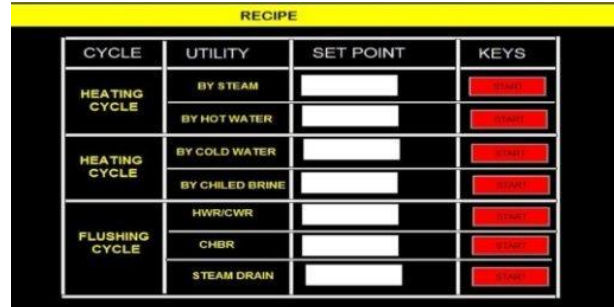 RECIPE
CYCLE UTILITY SET POINT KEYS
HEATING CYCLE BY STEAM START
BY HOT WATER START
HEATING CYCLE BY COLD WATER START
BY CHILED BRINE START
FLUSHING CYCLE HWR/CWR START
CHBR START
STEAM DRAIN START